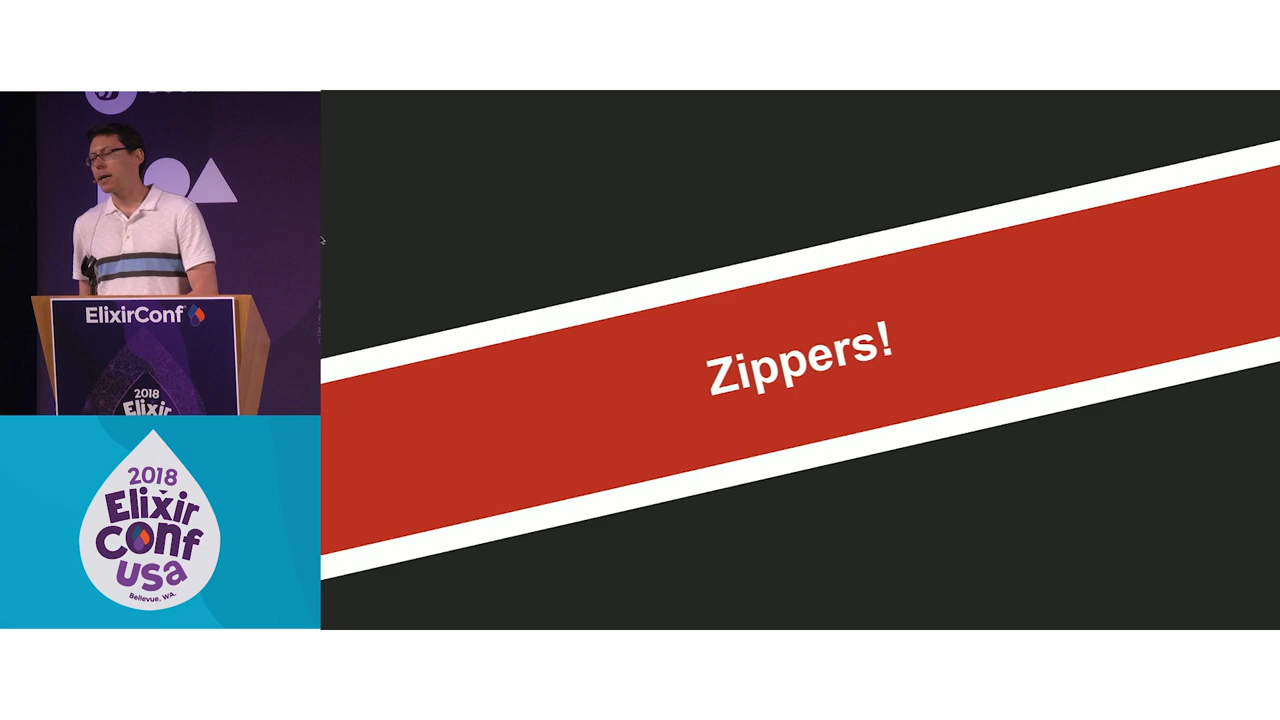 ElixirConf
2018
Elixir
2018
Elixir
Conf
USA
Bellevue, WA.
Zippers!